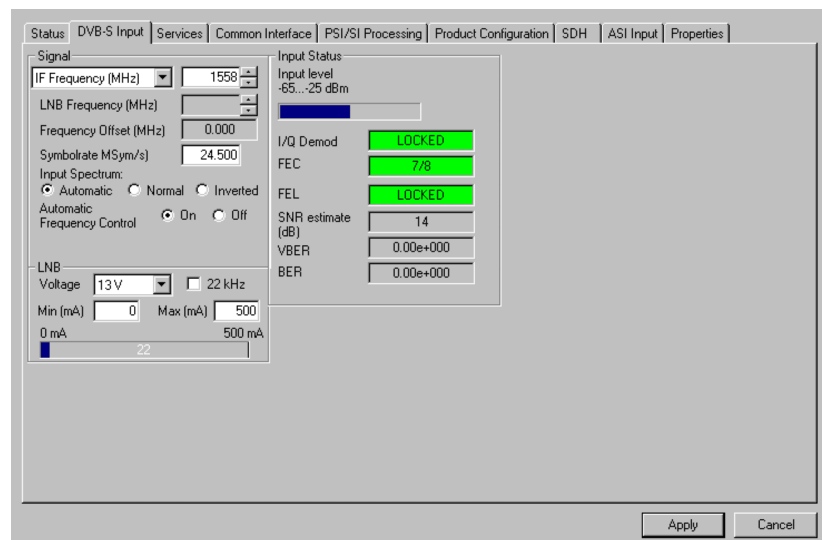 Status DVB-S Input Services Common Interface PSI/SI Processing Product Configuration SDH ASI Input Properties
Signal
IF Frequency (MHz) 1558
LNB Frequency (MHz)
Frequency Offset (MHz) 0.000
Symbolrate MSym/s) 24.500
Input Spectrum:
Automatic Normal Inverted
Automatic
Frequency Control On Off
LNB
Voltage 13 V 22 kHz
Min (mA) 0 Max (mA) 500
0 mA 500 mA
22
Input Status
Input level
-65...-25 dBm
I/Q Demod LOCKED
FEC 7/8
FEL LOCKED
SNR estimate
(dB) 14
VBER 0.00e+000
BER 0.00e+000
Apply Cancel